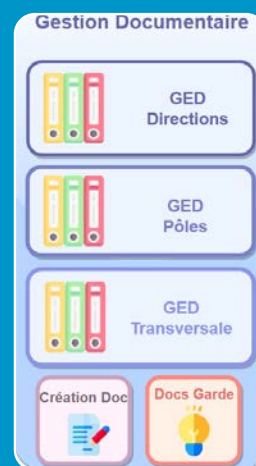 Gestion Documentaire
GED
Directions
GED
Pôles
GED
Transversale
Création Doc
Docs Garde